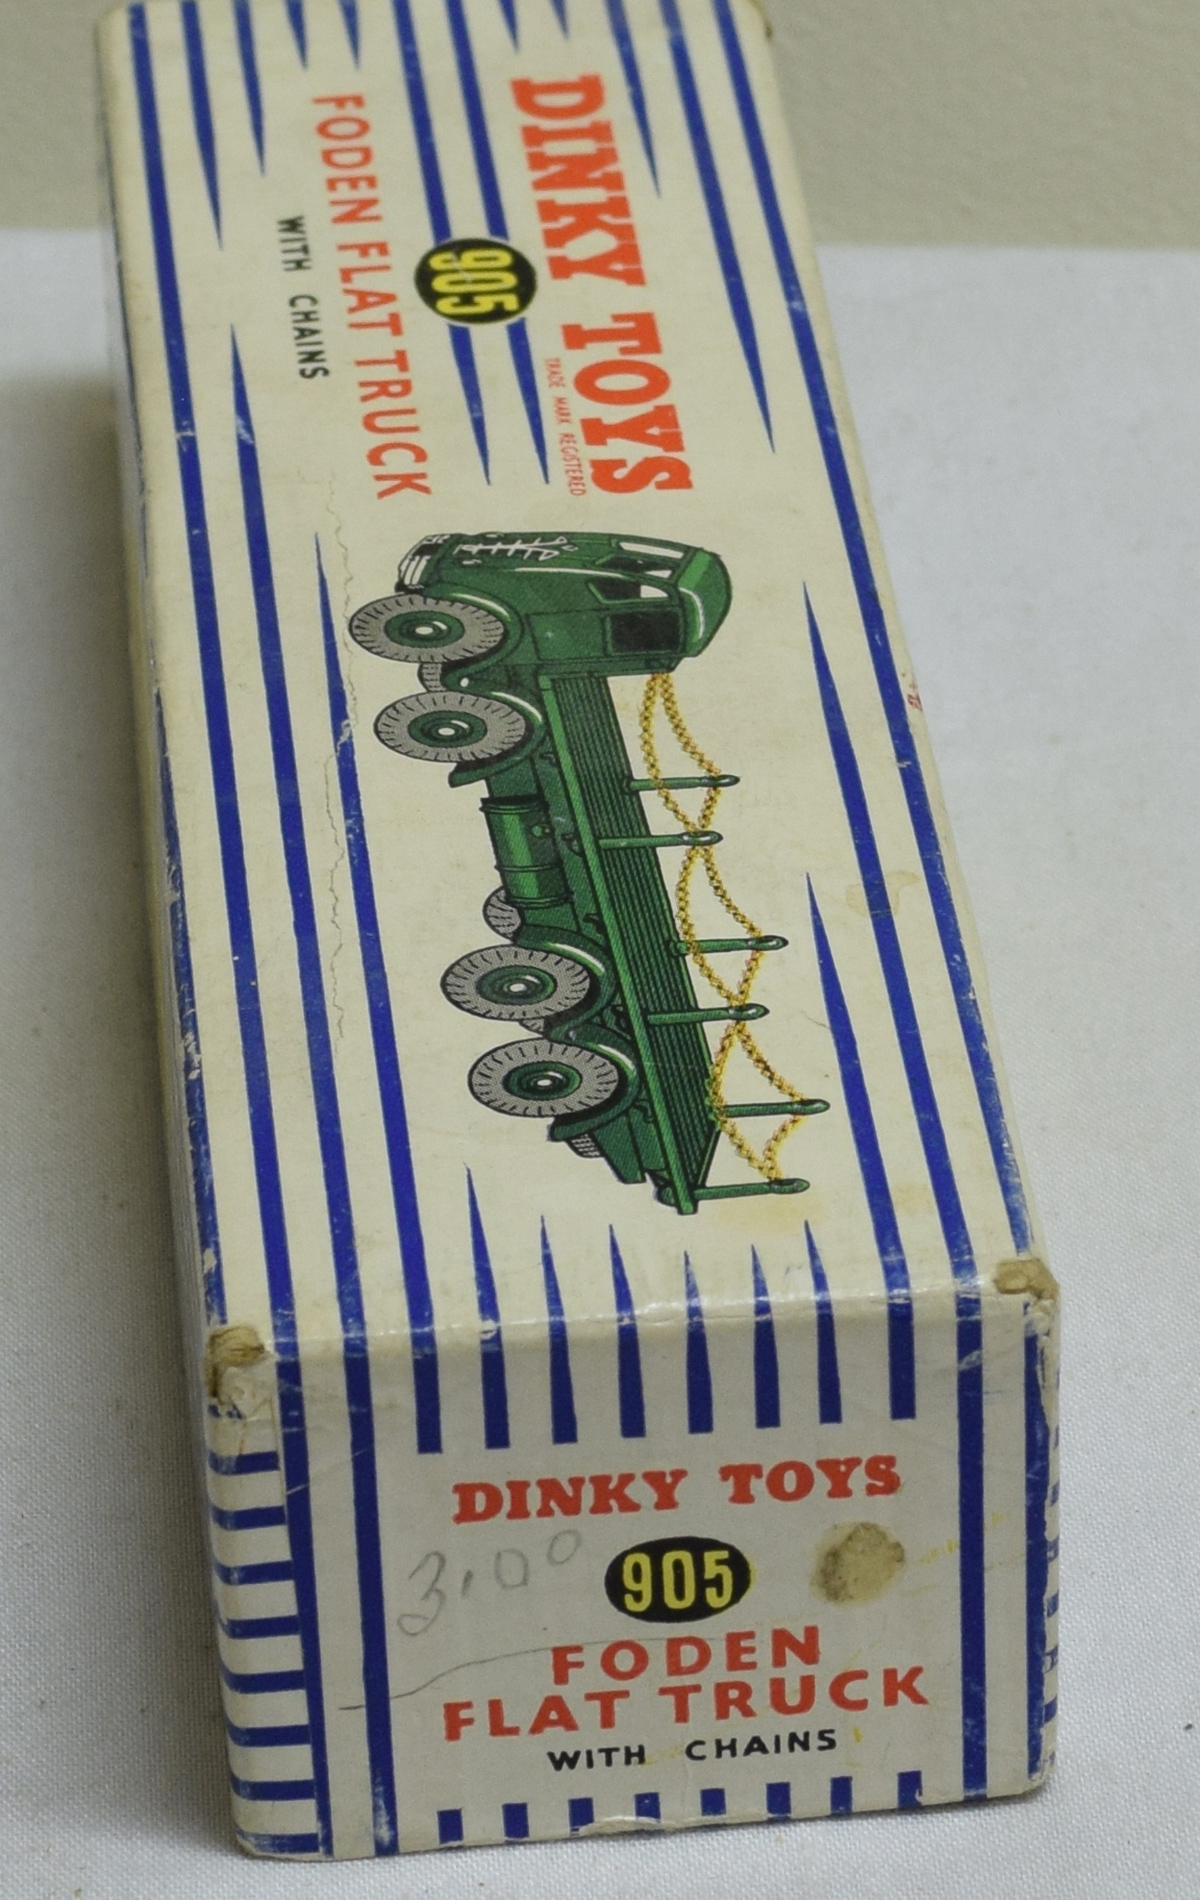 DINKY TOYS
TRADE MARK REGISTERED
905
FODEN FLAT TRUCK
WITH CHAINS
DINKY TOYS
3.00
905
FODEN
FLAT TRUCK
WITH CHAINS